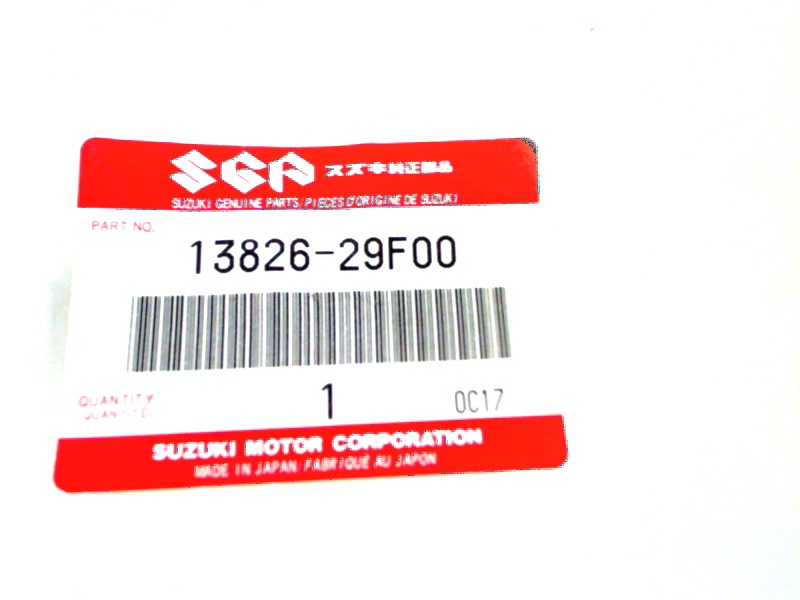 SGP スズキ純正部品
SUZUKI GENUINE PARTS/PIECES D'ORIGINE DE SUZUKI
PART NO.
13826-29F00
QUANTITY
(QUANTITE) 1 0C17
SUZUKI MOTOR CORPORATION
MADE IN JAPAN/FABRIQUE AU JAPON